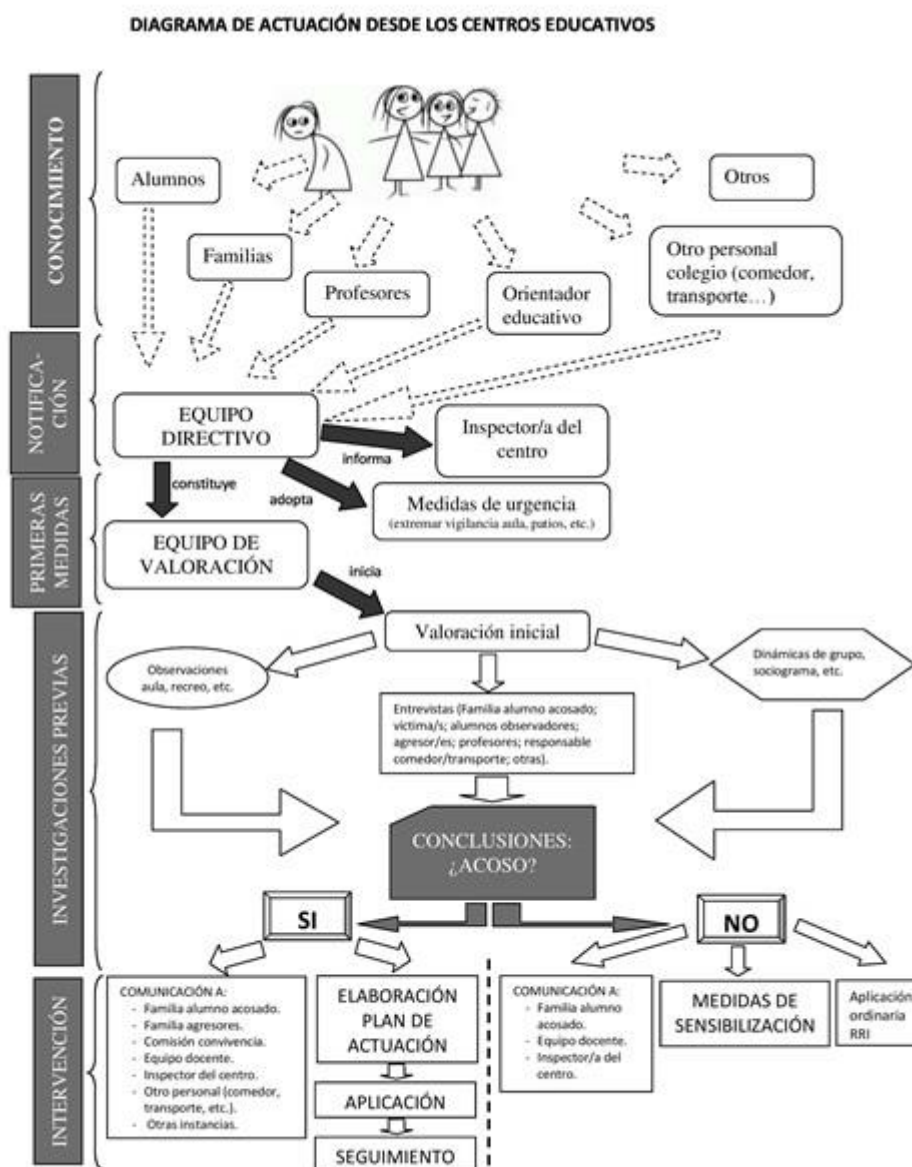 DIAGRAMA DE ACTUACIÓN DESDE LOS CENTROS EDUCATIVOS
CONOCIMIENTO
Alumnos
Otros
Familias
Otro personal
colegio (comedor,
transporte…)
Profesores
Orientador
educativo
NOTIFICA-
CIÓN
EQUIPO
DIRECTIVO
Inspector/a del
centro
informa
constituye
adopta
Medidas de urgencia
(extremar vigilancia aula, patios, etc.)
PRIMERAS
MEDIDAS
EQUIPO DE
VALORACIÓN
inicia
INVESTIGACIONES PREVIAS
Valoración inicial
Observaciones
aula, recreo, etc.
Dinámicas de grupo,
sociograma, etc.
Entrevistas (Familia alumno acosado;
víctima/s; alumnos observadores;
agresor/es; profesores; responsable
comedor/transporte; otras).
CONCLUSIONES:
¿ACOSO?
SI
NO
INTERVENCIÓN
COMUNICACIÓN A:
- Familia alumno acosado.
- Familia agresores.
- Comisión convivencia.
- Equipo docente.
- Inspector del centro.
- Otro personal (comedor,
transporte, etc.).
- Otras instancias.
ELABORACIÓN
PLAN DE
ACTUACIÓN
APLICACIÓN
SEGUIMIENTO
COMUNICACIÓN A:
- Familia alumno
acosado.
- Equipo docente.
- Inspector/a del
centro.
MEDIDAS DE
SENSIBILIZACIÓN
Aplicación
ordinaria
RRI